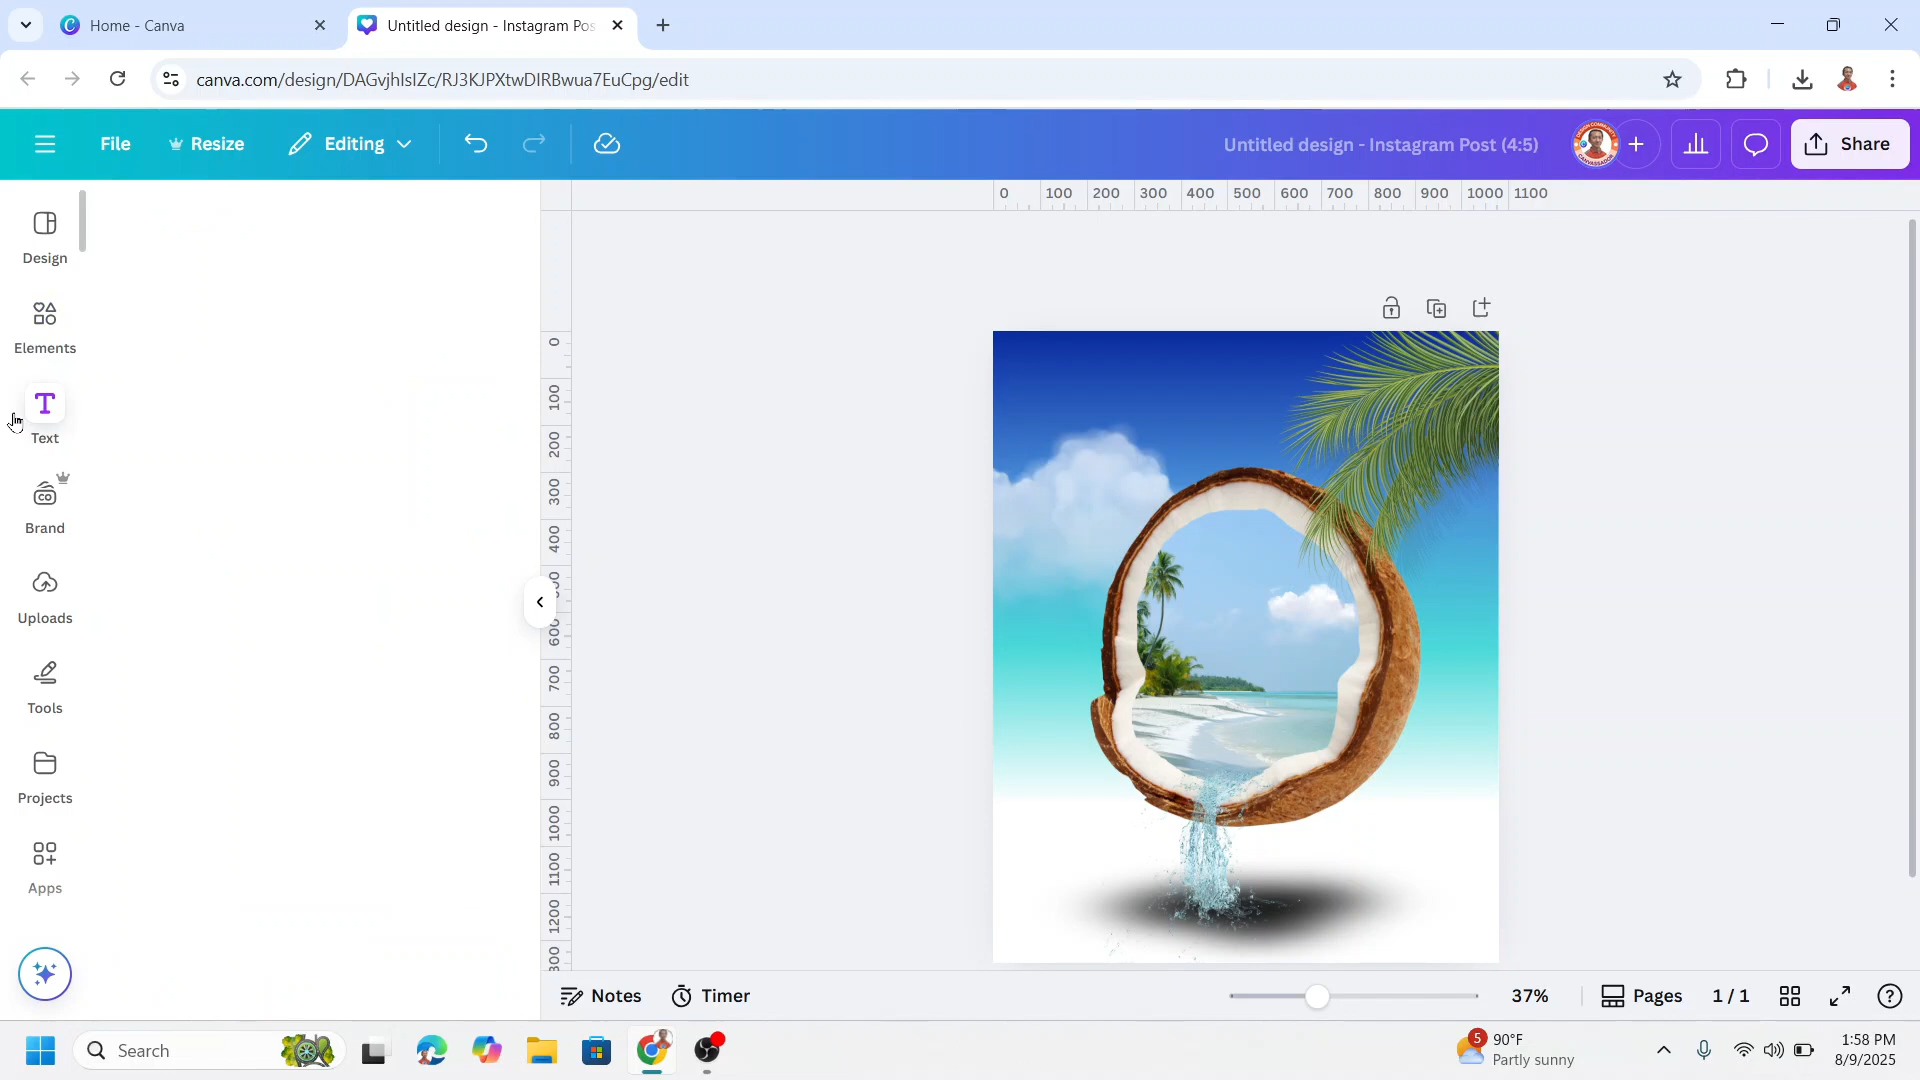 Home - Canva
Untitled design - Instagram Pos
canva.com/design/DAGvjhIsIZc/RJ3KJPXtwDIRBwua7EuCpg/edit
File
Resize
Editing
Untitled design - Instagram Post (4:5)
Share
0 100 200 300 400 500 600 700 800 900 1000 1100
Design
Elements
Text
Brand
Uploads
Tools
Projects
Apps
0
100
200
300
400
600
700
800
900
1000
1100
1200
Notes
Timer
37%
Pages
1 / 1
Search
5
90°F
Partly sunny
1:58 PM
8/9/2025